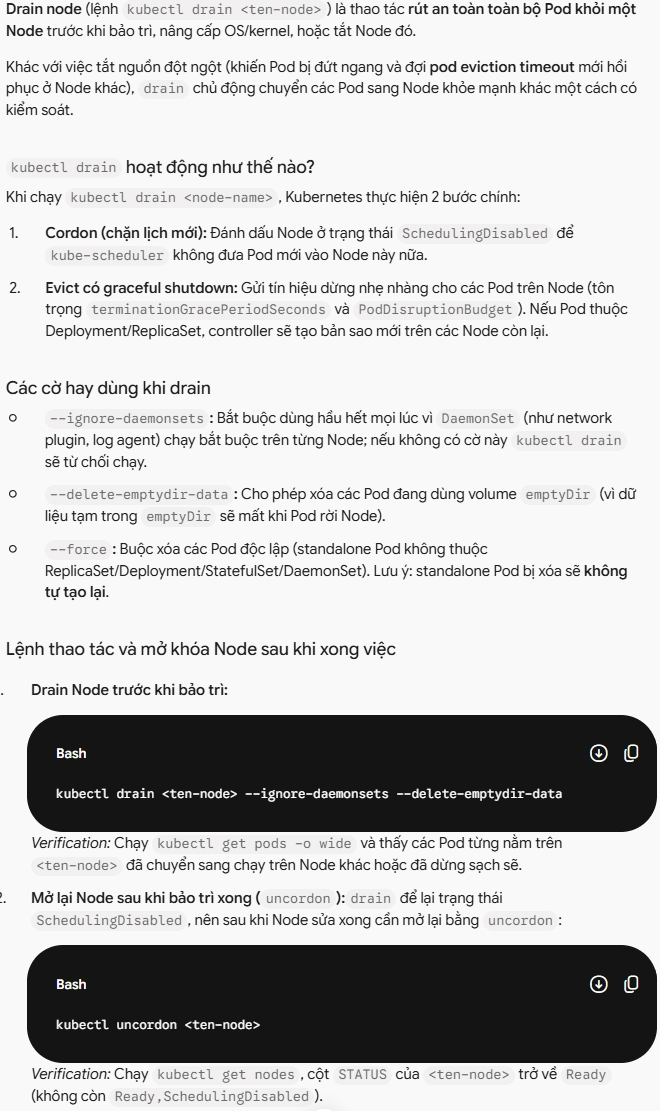 Drain node (lệnh kubectl drain <ten-node> ) là thao tác rút an toàn toàn bộ Pod khỏi một
Node trước khi bảo trì, nâng cấp OS/kernel, hoặc tắt Node đó.
Khác với việc tắt nguồn đột ngột (khiến Pod bị đứt ngang và đợi pod eviction timeout mới hồi
phục ở Node khác), drain chủ động chuyển các Pod sang Node khỏe mạnh khác một cách có
kiểm soát.
kubectl drain hoạt động như thế nào?
Khi chạy kubectl drain <node-name> , Kubernetes thực hiện 2 bước chính:
1. Cordon (chặn lịch mới): Đánh dấu Node ở trạng thái SchedulingDisabled để
kube-scheduler không đưa Pod mới vào Node này nữa.
2. Evict có graceful shutdown: Gửi tín hiệu dừng nhẹ nhàng cho các Pod trên Node (tôn
trọng terminationGracePeriodSeconds và PodDisruptionBudget ). Nếu Pod thuộc
Deployment/ReplicaSet, controller sẽ tạo bản sao mới trên các Node còn lại.
Các cờ hay dùng khi drain
--ignore-daemonsets : Bắt buộc dùng hầu hết mọi lúc vì DaemonSet (như network
plugin, log agent) chạy bắt buộc trên từng Node; nếu không có cờ này kubectl drain
sẽ từ chối chạy.
--delete-emptydir-data : Cho phép xóa các Pod đang dùng volume emptyDir (vì dữ
liệu tạm trong emptyDir sẽ mất khi Pod rời Node).
--force : Buộc xóa các Pod độc lập (standalone Pod không thuộc
ReplicaSet/Deployment/StatefulSet/DaemonSet). Lưu ý: standalone Pod bị xóa sẽ không
tự tạo lại.
Lệnh thao tác và mở khóa Node sau khi xong việc
. Drain Node trước khi bảo trì:
Bash
kubectl drain <ten-node> --ignore-daemonsets --delete-emptydir-data
Verification: Chạy kubectl get pods -o wide và thấy các Pod từng nằm trên
<ten-node> đã chuyển sang chạy trên Node khác hoặc đã dừng sạch sẽ.
2. Mở lại Node sau khi bảo trì xong ( uncordon ): drain để lại trạng thái
SchedulingDisabled , nên sau khi Node sửa xong cần mở lại bằng uncordon :
Bash
kubectl uncordon <ten-node>
Verification: Chạy kubectl get nodes , cột STATUS của <ten-node> trở về Ready
(không còn Ready,SchedulingDisabled ).